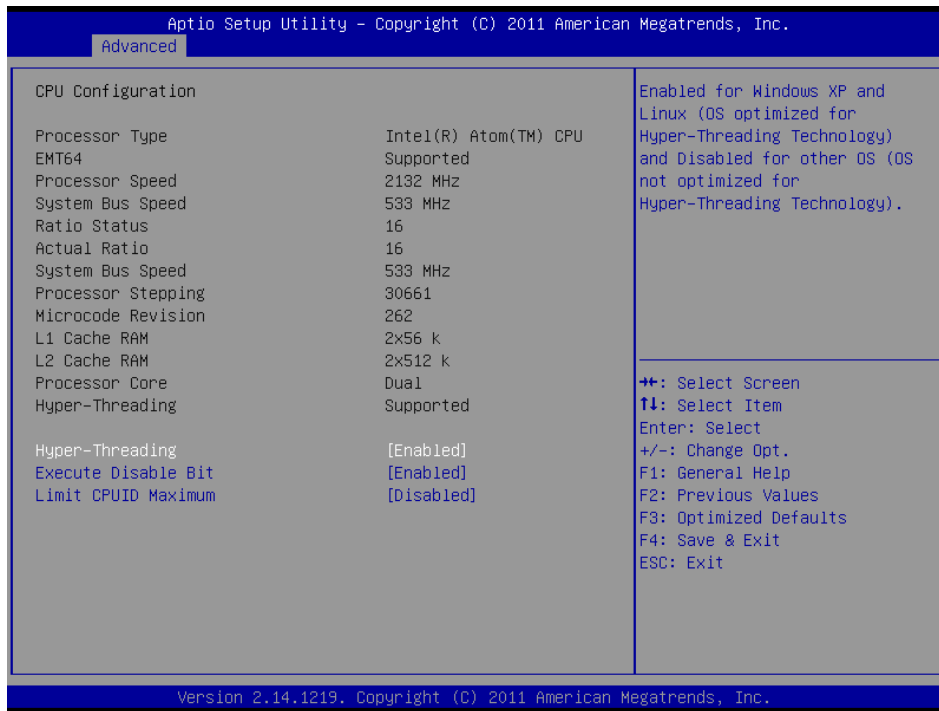 Aptio Setup Utility – Copyright (C) 2011 American Megatrends, Inc.
Advanced
CPU Configuration
Processor Type Intel(R) Atom(TM) CPU
EMT64 Supported
Processor Speed 2132 MHz
System Bus Speed 533 MHz
Ratio Status 16
Actual Ratio 16
System Bus Speed 533 MHz
Processor Stepping 30661
Microcode Revision 262
L1 Cache RAM 2x56 k
L2 Cache RAM 2x512 k
Processor Core Dual
Hyper-Threading Supported
Hyper-Threading [Enabled]
Execute Disable Bit [Enabled]
Limit CPUID Maximum [Disabled]
Enabled for Windows XP and
Linux (OS optimized for
Hyper-Threading Technology)
and Disabled for other OS (OS
not optimized for
Hyper-Threading Technology).
→←: Select Screen
↑↓: Select Item
Enter: Select
+/-: Change Opt.
F1: General Help
F2: Previous Values
F3: Optimized Defaults
F4: Save & Exit
ESC: Exit
Version 2.14.1219. Copyright (C) 2011 American Megatrends, Inc.